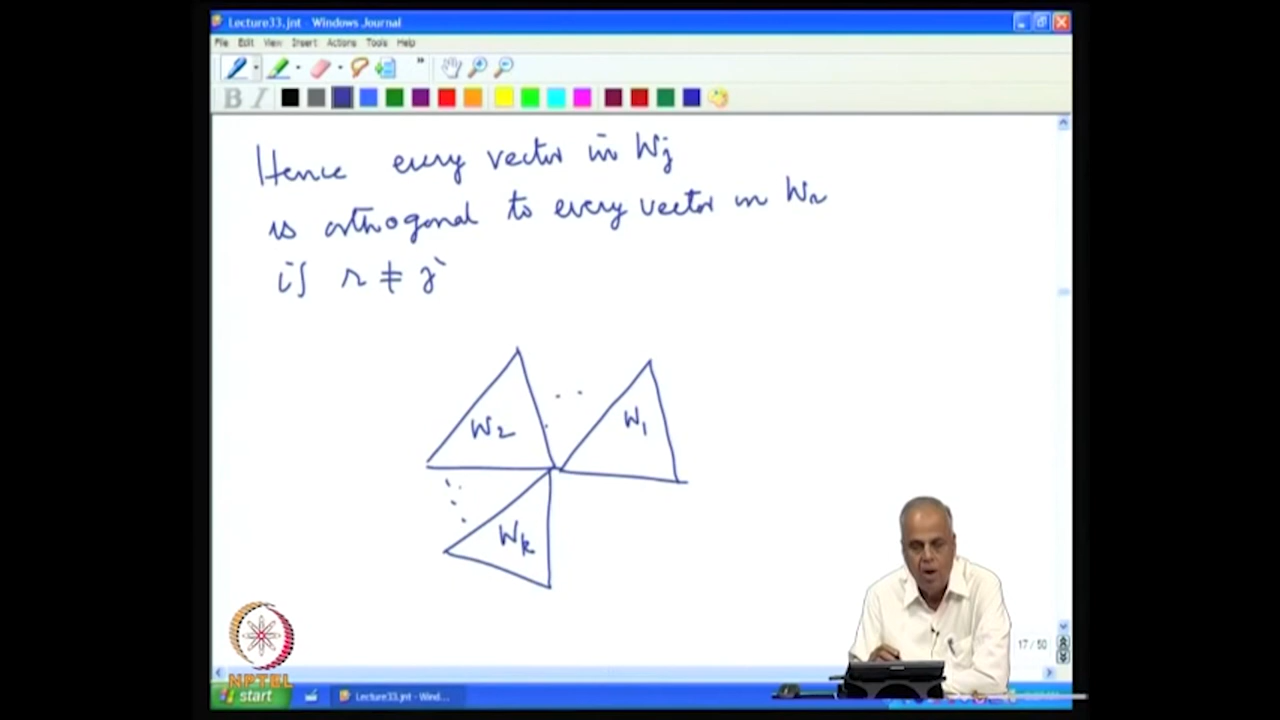 Lecture33.jnt - Windows Journal
File Edit View Insert Actions Tools Help
B I
Hence every vector in Wj
is orthogonal to every vector in Wr
if r ≠ j
W2
W1
Wk
17 / 50
NPTEL
start
Lecture33.jnt - Wind...